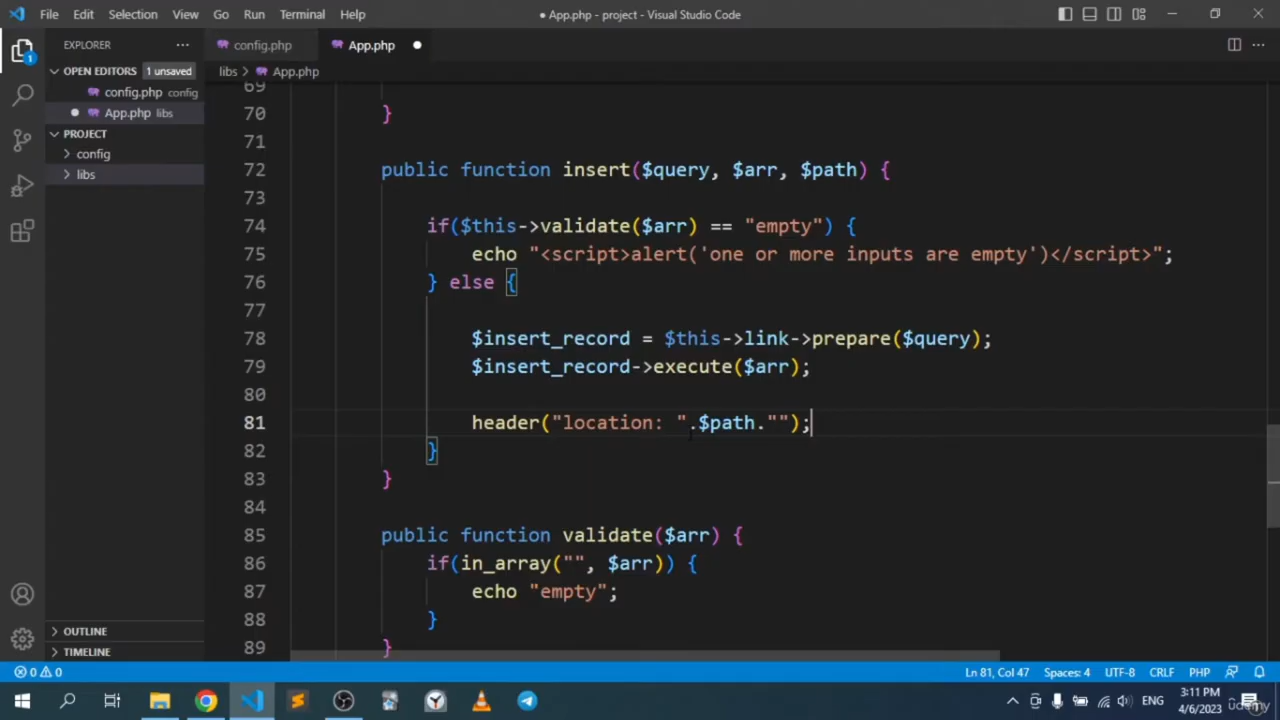 File Edit Selection View Go Run Terminal Help
● App.php - project - Visual Studio Code
EXPLORER
OPEN EDITORS 1 unsaved
config.php config
App.php libs
PROJECT
config
libs
OUTLINE
TIMELINE
config.php
App.php
libs > App.php
69
70 }
71
72 public function insert($query, $arr, $path) {
73
74 if($this->validate($arr) == "empty") {
75 echo "<script>alert('one or more inputs are empty')</script>";
76 } else {
77
78 $insert_record = $this->link->prepare($query);
79 $insert_record->execute($arr);
80
81 header("location: ".$path."");
82 }
83 }
84
85 public function validate($arr) {
86 if(in_array("", $arr)) {
87 echo "empty";
88 }
89 }
0 0 Ln 81, Col 47 Spaces: 4 UTF-8 CRLF PHP
ENG
3:11 PM
4/6/2023
udemy
1